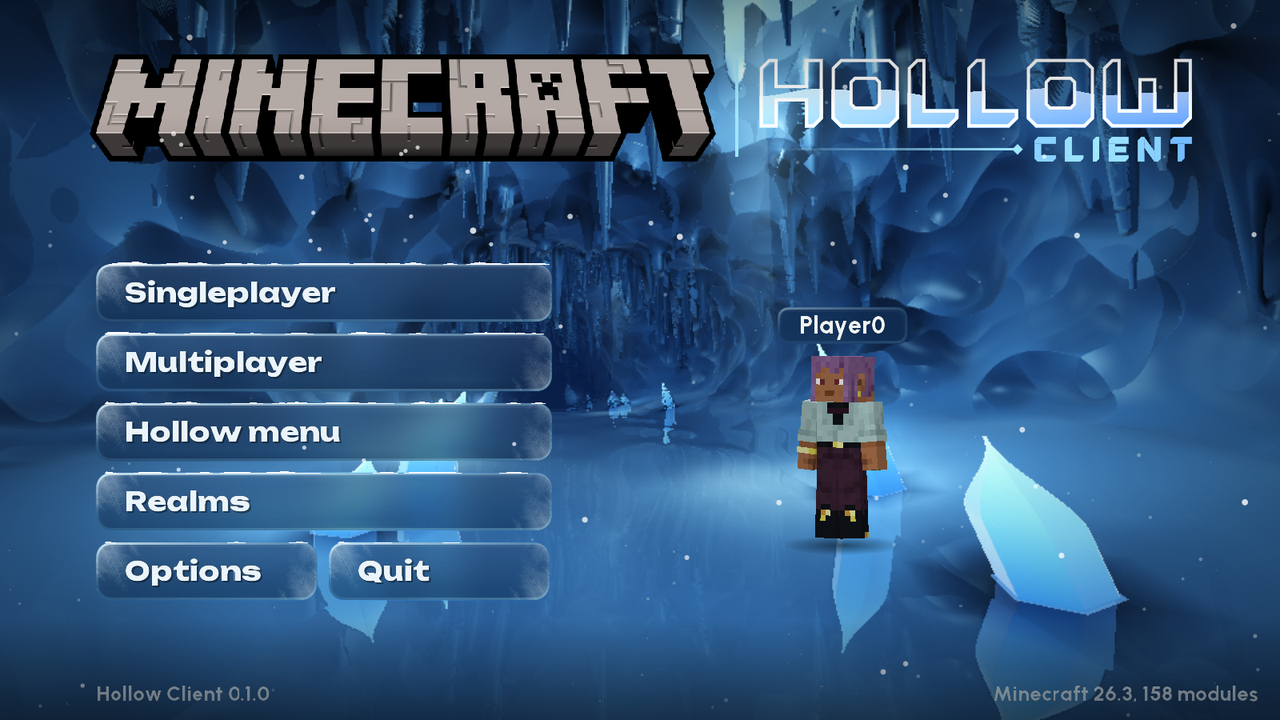 MINECRAFT
HOLLOW
CLIENT
Singleplayer
Multiplayer
Hollow menu
Realms
Options
Quit
Player0
Hollow Client 0.1.0
Minecraft 26.3, 158 modules